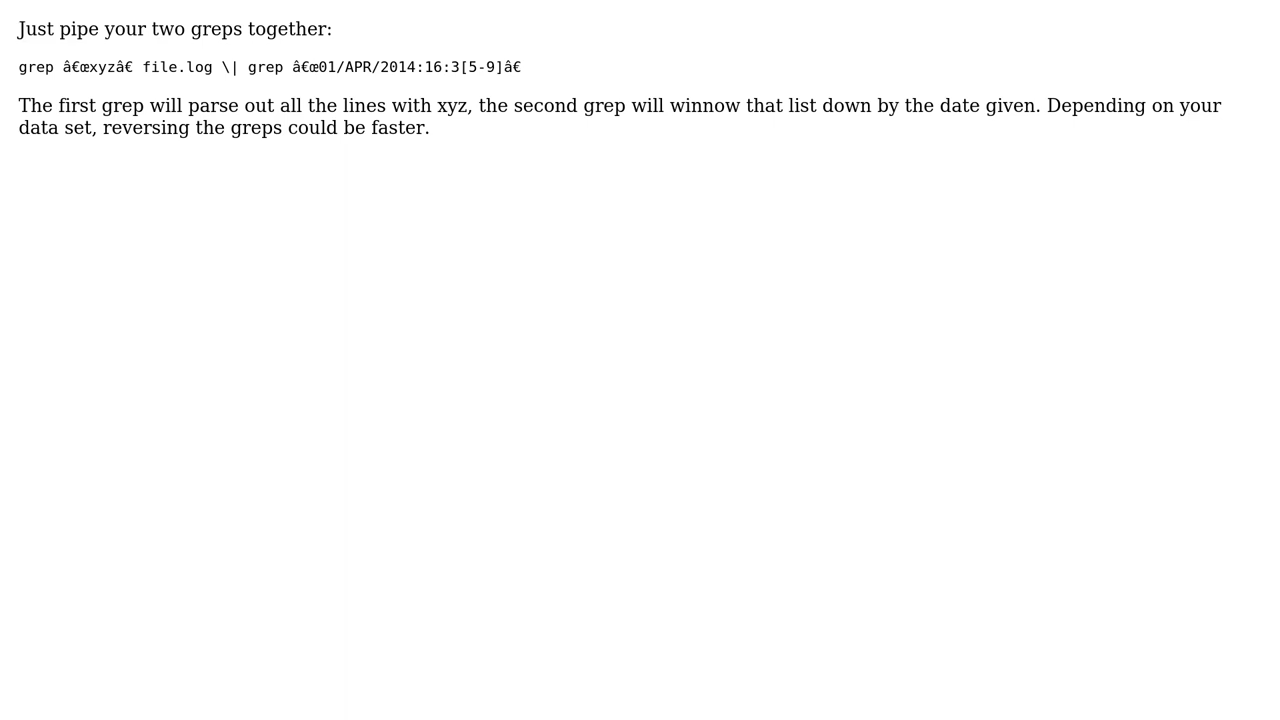 Just pipe your two greps together:
grep â€œxyzâ€ file.log \| grep â€œ01/APR/2014:16:3[5-9]â€
The first grep will parse out all the lines with xyz, the second grep will winnow that list down by the date given. Depending on your
data set, reversing the greps could be faster.